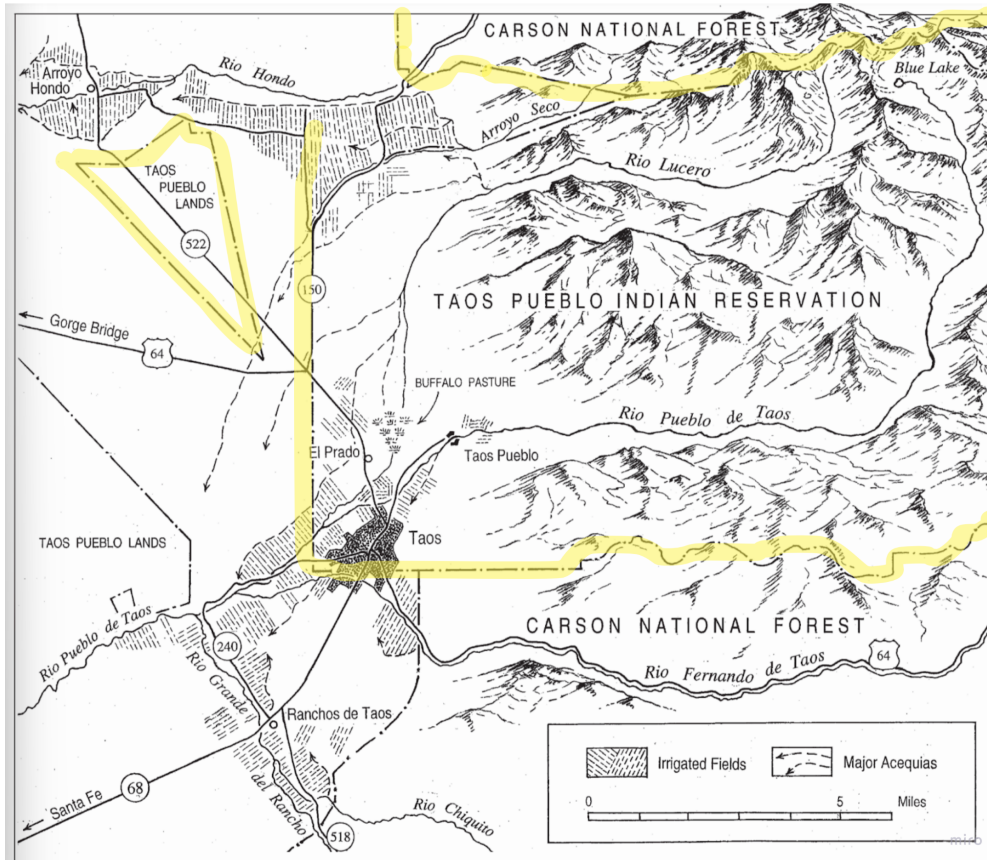 CARSON NATIONAL FOREST
Arroyo
Hondo
Rio Hondo
Blue Lake
Arroyo Seco
Rio Lucero
TAOS
PUEBLO
LANDS
522
150
TAOS PUEBLO INDIAN RESERVATION
Gorge Bridge
64
BUFFALO PASTURE
Rio Pueblo de Taos
El Prado
Taos Pueblo
Taos
TAOS PUEBLO LANDS
Rio Pueblo de Taos
CARSON NATIONAL FOREST
240
64
Rio Fernando de Taos
Rio Grande
del Rancho
Ranchos de Taos
Santa Fe
68
Rio Chiquito
518
Irrigated Fields
Major Acequias
0
5
Miles
miro